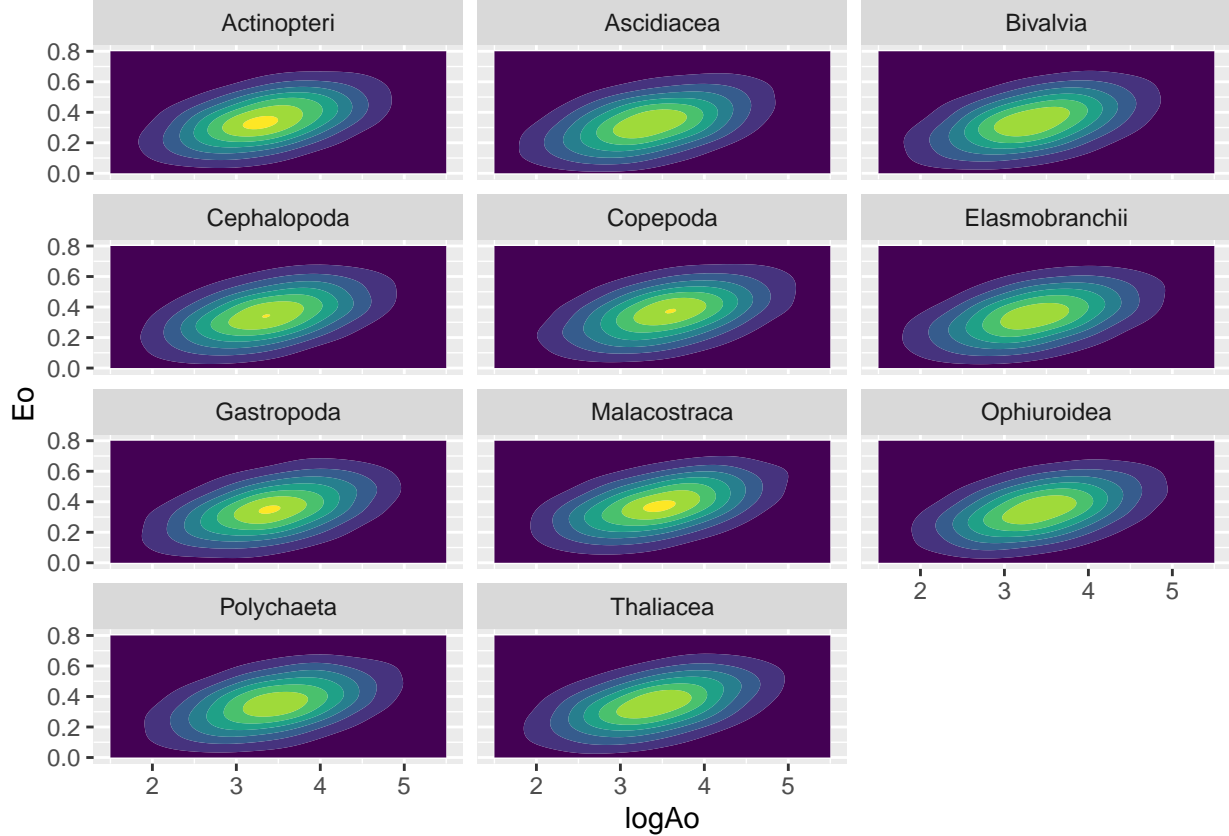 Actinopteri Ascidiacea Bivalvia
0.8
0.6
0.4
0.2
0.0
Cephalopoda Copepoda Elasmobranchii
0.8
0.6
0.4
0.2
0.0
Eo
Gastropoda Malacostraca Ophiuroidea
0.8
0.6
0.4
0.2
0.0
2 3 4 5
Polychaeta Thaliacea
0.8
0.6
0.4
0.2
0.0
2 3 4 5 2 3 4 5
logAo